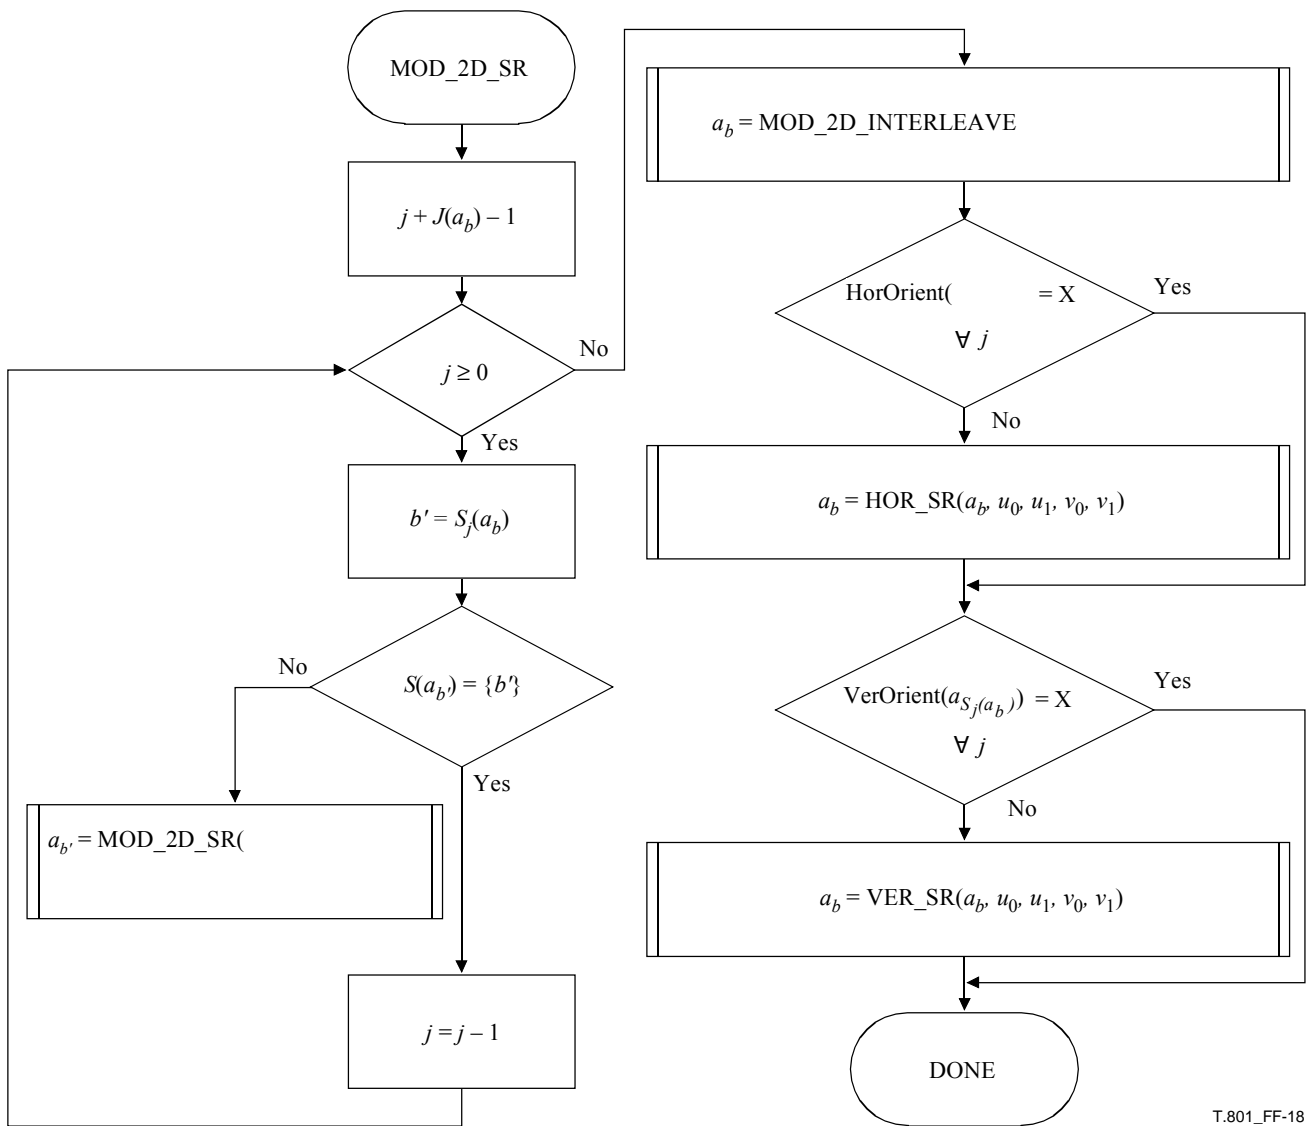 MOD_2D_SR
j + J(a_b) – 1
j ≥ 0
No
Yes
b′ = S_j(a_b)
S(a_b′) = {b′}
No
Yes
a_b′ = MOD_2D_SR(
j = j – 1
a_b = MOD_2D_INTERLEAVE
HorOrient( = X
∀ j
Yes
No
a_b = HOR_SR(a_b, u_0, u_1, v_0, v_1)
VerOrient(a_{S_j(a_b)}) = X
∀ j
Yes
No
a_b = VER_SR(a_b, u_0, u_1, v_0, v_1)
DONE
T.801_FF-18